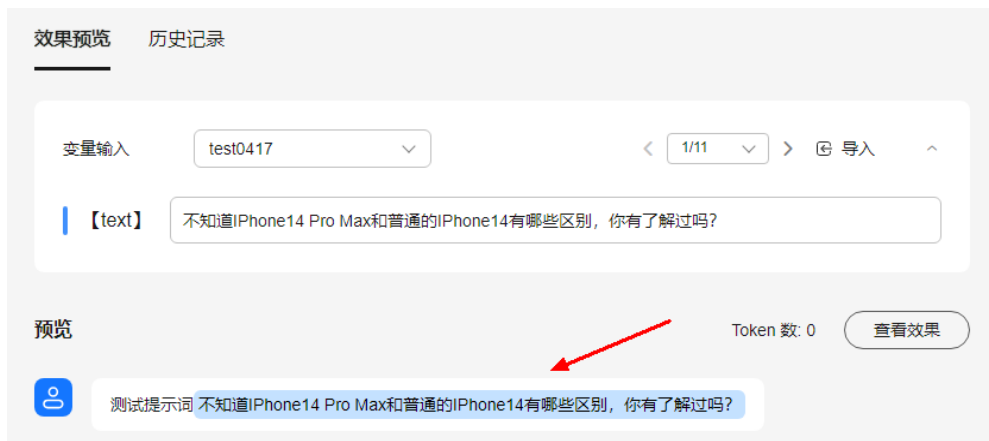 效果预览 历史记录
变量输入 test0417 1/11 导入
【text】 不知道IPhone14 Pro Max和普通的IPhone14有哪些区别，你有了解过吗？
预览 Token 数: 0 查看效果
测试提示词 不知道IPhone14 Pro Max和普通的IPhone14有哪些区别，你有了解过吗？